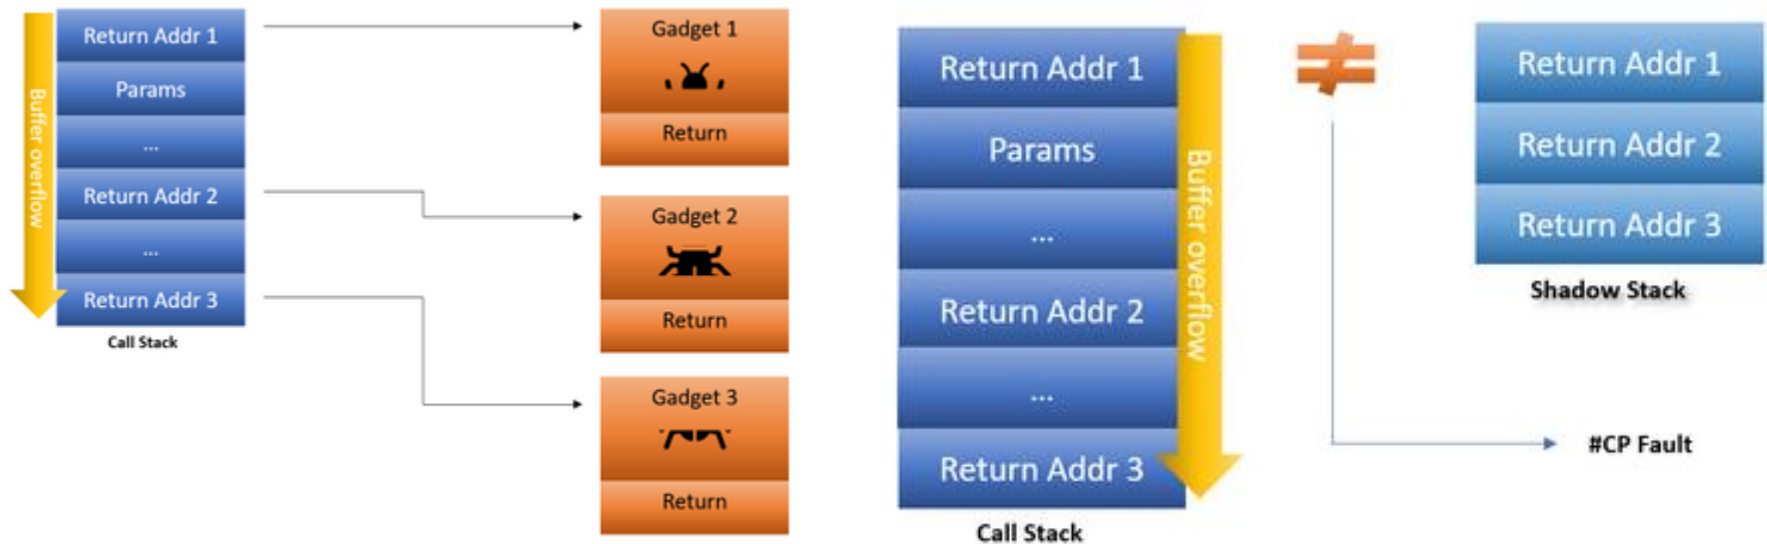 Buffer overflow
Return Addr 1
Params
...
Return Addr 2
...
Return Addr 3
Call Stack
Gadget 1
Return
Gadget 2
Return
Gadget 3
Return
Return Addr 1
Params
...
Return Addr 2
...
Return Addr 3
Call Stack
Buffer overflow
≠
Return Addr 1
Return Addr 2
Return Addr 3
Shadow Stack
#CP Fault